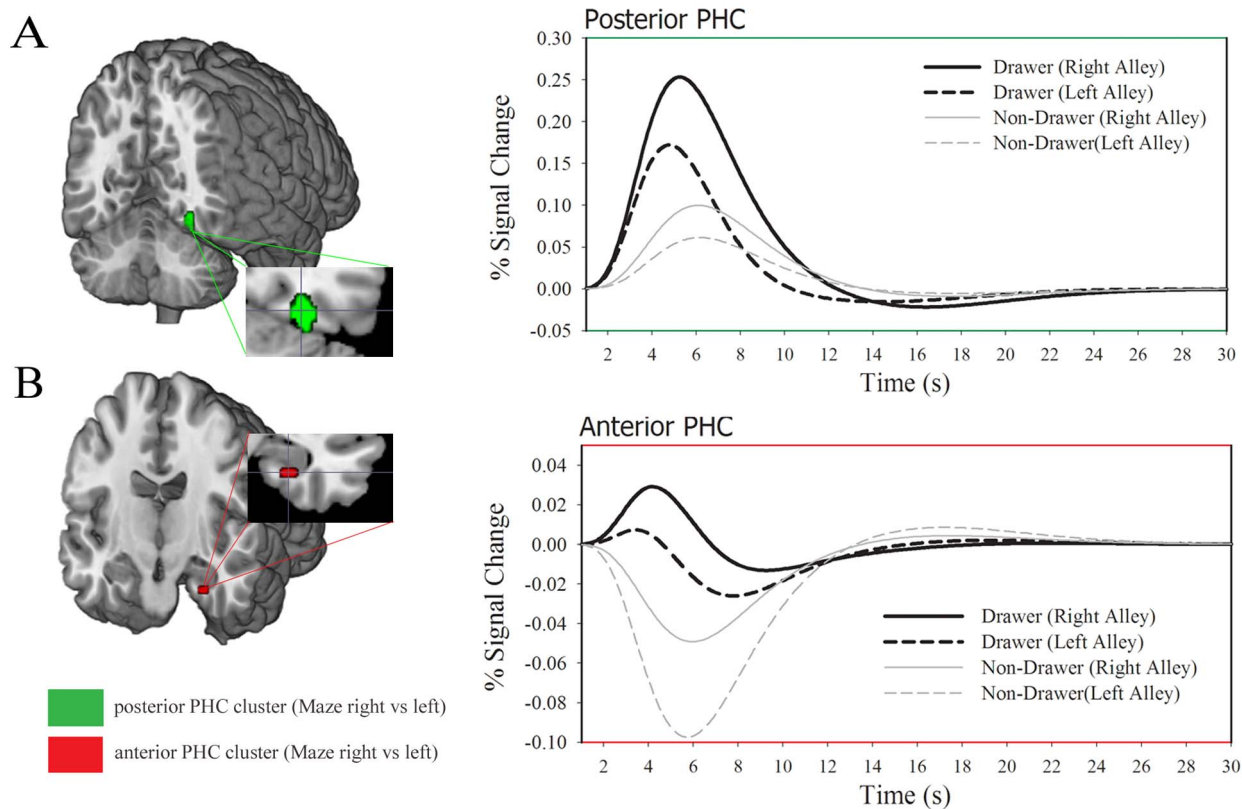 A
Posterior PHC
0.30
0.25
0.20
0.15
0.10
0.05
0.00
-0.05
% Signal Change
Drawer (Right Alley)
Drawer (Left Alley)
Non-Drawer (Right Alley)
Non-Drawer(Left Alley)
2 4 6 8 10 12 14 16 18 20 22 24 26 28 30
Time (s)
B
Anterior PHC
0.04
0.02
0.00
-0.02
-0.04
-0.06
-0.08
-0.10
% Signal Change
Drawer (Right Alley)
Drawer (Left Alley)
Non-Drawer (Right Alley)
Non-Drawer(Left Alley)
2 4 6 8 10 12 14 16 18 20 22 24 26 28 30
Time (s)
posterior PHC cluster (Maze right vs left)
anterior PHC cluster (Maze right vs left)